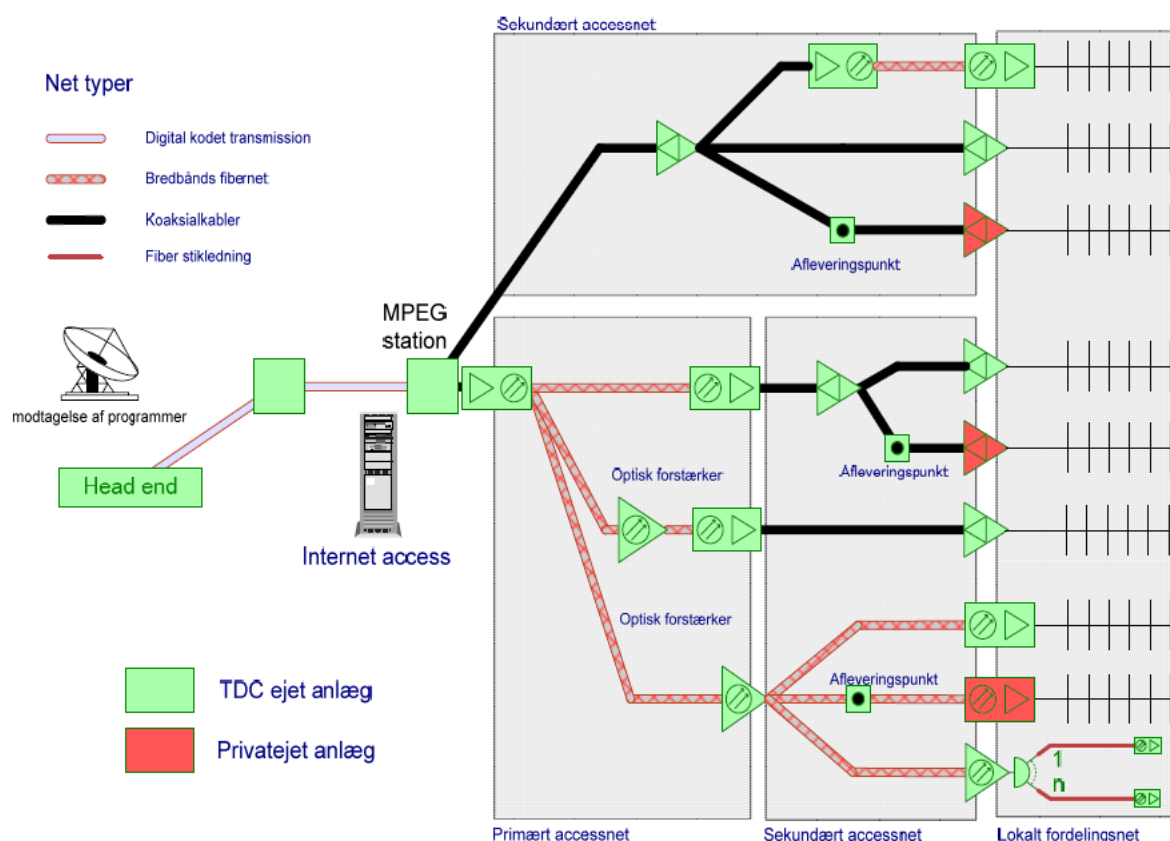 Sekundært accessnet
Net typer
Digital kodet transmission
Bredbånds fibernet
Koaksialkabler
Fiber stikledning
Afleveringspunkt
MPEG
station
modtagelse af programmer
Head end
Internet access
Optisk forstærker
Afleveringspunkt
Optisk forstærker
Afleveringspunkt
TDC ejet anlæg
Privatejet anlæg
1
n
Primært accessnet
Sekundært accessnet
Lokalt fordelingsnet